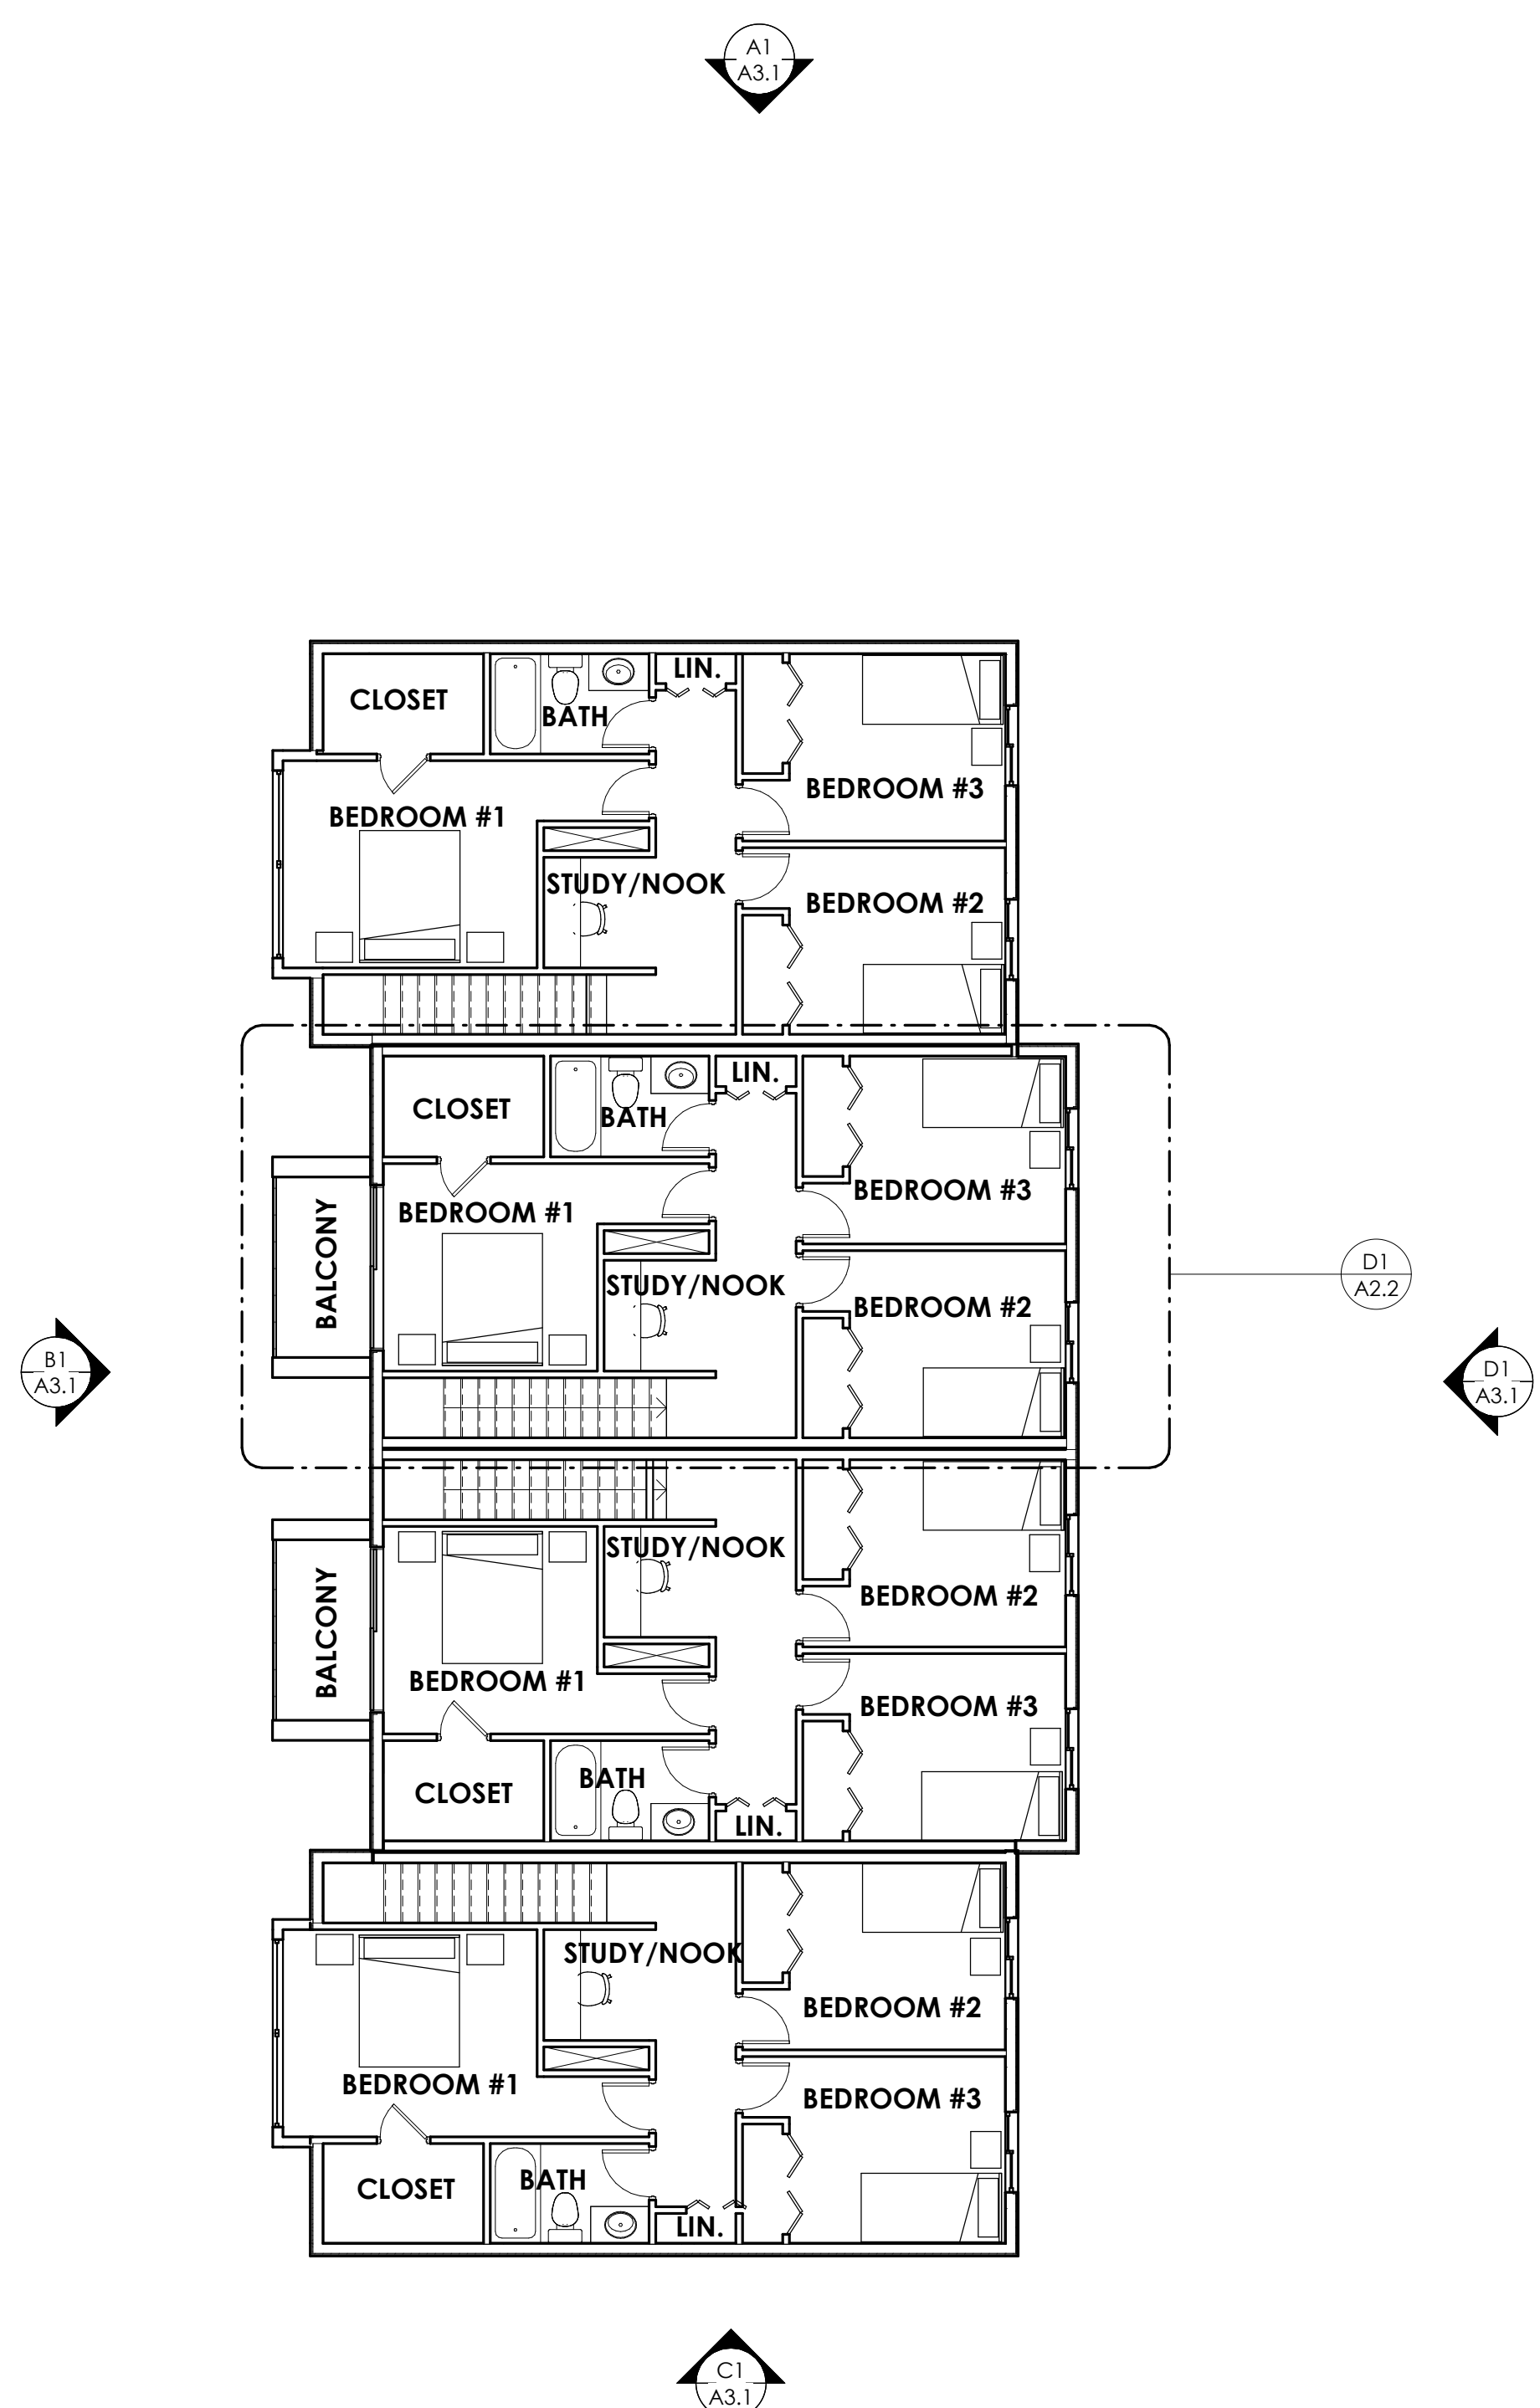 A1
A3.1
LIN.
CLOSET
BATH
BEDROOM #3
BEDROOM #1
STUDY/NOOK
BEDROOM #2
LIN.
CLOSET
BATH
BEDROOM #3
BEDROOM #1
BALCONY
STUDY/NOOK
BEDROOM #2
D1
A2.2
B1
A3.1
D1
A3.1
STUDY/NOOK
BEDROOM #2
BALCONY
BEDROOM #1
BEDROOM #3
BATH
CLOSET
LIN.
STUDY/NOOK
BEDROOM #2
BEDROOM #1
BEDROOM #3
BATH
CLOSET
LIN.
C1
A3.1